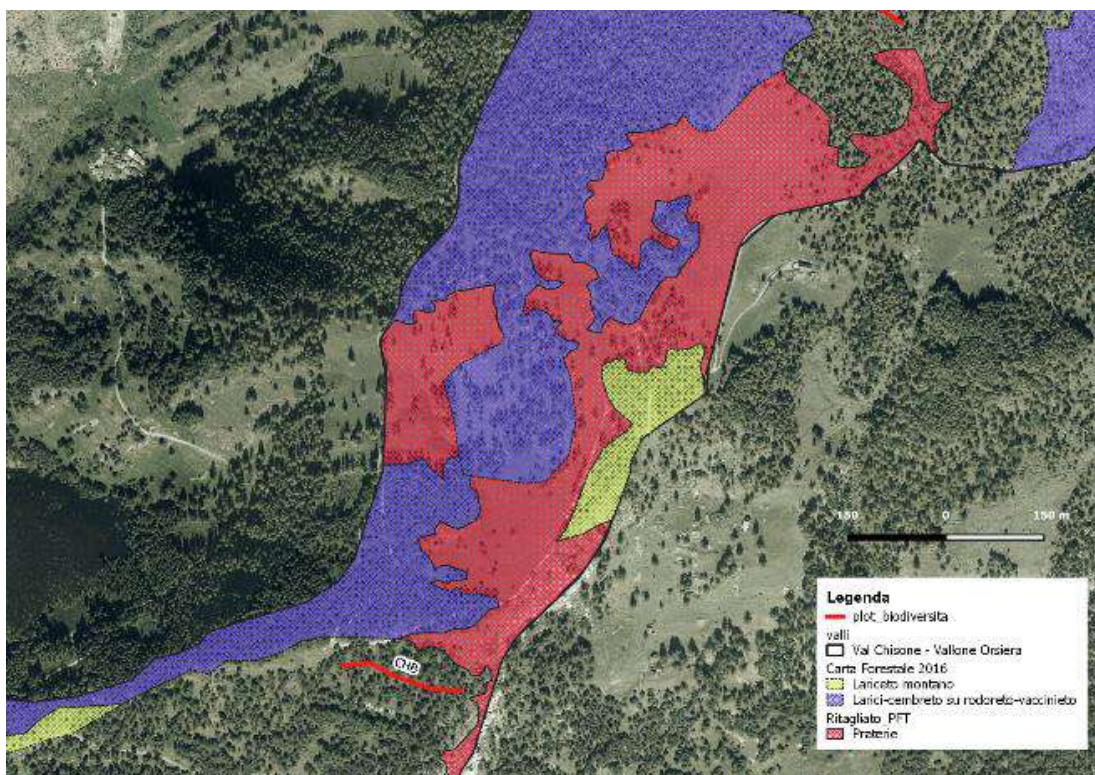 CHB
150 0 150 m
Legenda
plot_biodiversita
valli
Val Chisone - Vallone Orsiera
Carta Forestale 2016
Lariceto montano
Larici-cembreto su rodoreto-vaccinieto
Ritagliato_PFT
Praterie